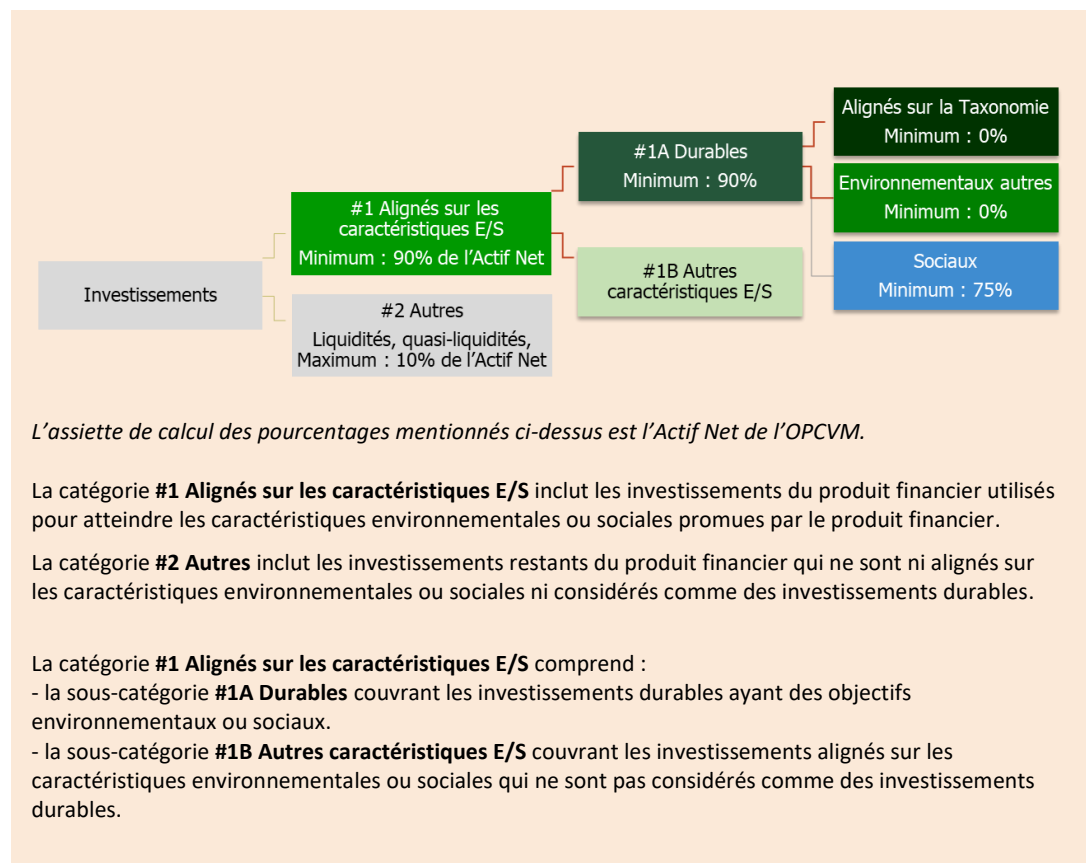 Alignés sur la Taxonomie
Minimum : 0%
#1A Durables
Minimum : 90%
Environnementaux autres
Minimum : 0%
#1 Alignés sur les
caractéristiques E/S
Minimum : 90% de l’Actif Net
#1B Autres
caractéristiques E/S
Sociaux
Minimum : 75%
Investissements
#2 Autres
Liquidités, quasi-liquidités,
Maximum : 10% de l’Actif Net
L’assiette de calcul des pourcentages mentionnés ci-dessus est l’Actif Net de l’OPCVM.
La catégorie #1 Alignés sur les caractéristiques E/S inclut les investissements du produit financier utilisés
pour atteindre les caractéristiques environnementales ou sociales promues par le produit financier.
La catégorie #2 Autres inclut les investissements restants du produit financier qui ne sont ni alignés sur
les caractéristiques environnementales ou sociales ni considérés comme des investissements durables.
La catégorie #1 Alignés sur les caractéristiques E/S comprend :
- la sous-catégorie #1A Durables couvrant les investissements durables ayant des objectifs
environnementaux ou sociaux.
- la sous-catégorie #1B Autres caractéristiques E/S couvrant les investissements alignés sur les
caractéristiques environnementales ou sociales qui ne sont pas considérés comme des investissements
durables.